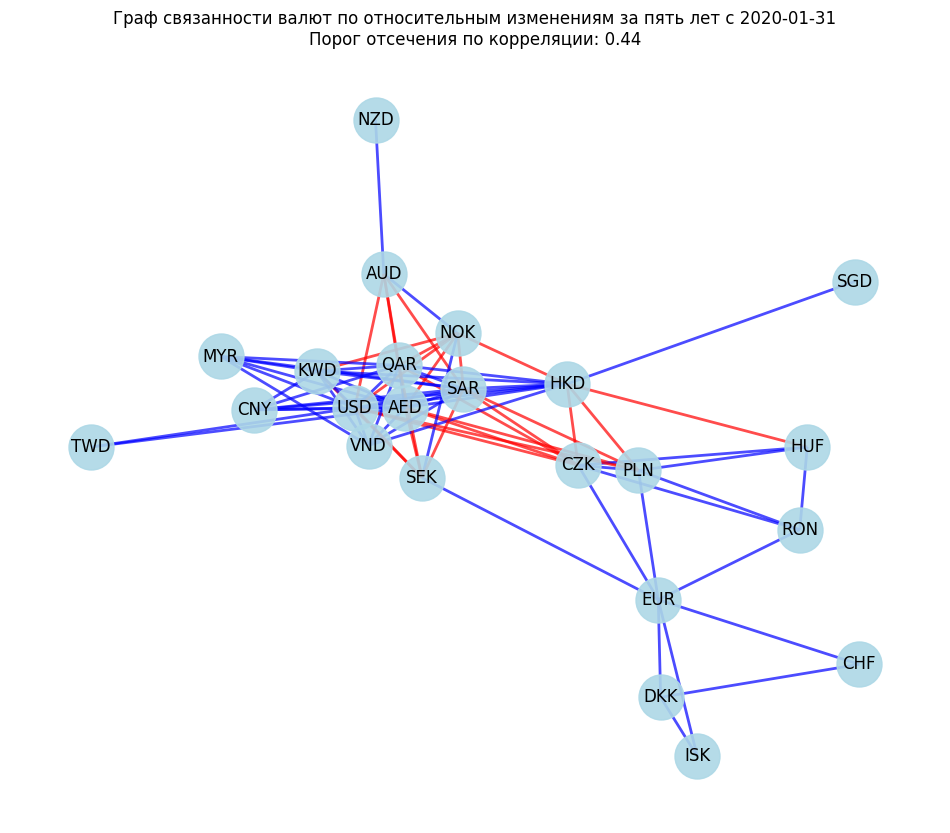 Граф связанности валют по относительным изменениям за пять лет с 2020-01-31
Порог отсечения по корреляции: 0.44
NZD
AUD
SGD
NOK
MYR
QAR
KWD
HKD
SAR
CNY
USD
AED
TWD
VND
HUF
CZK
PLN
SEK
RON
EUR
CHF
DKK
ISK